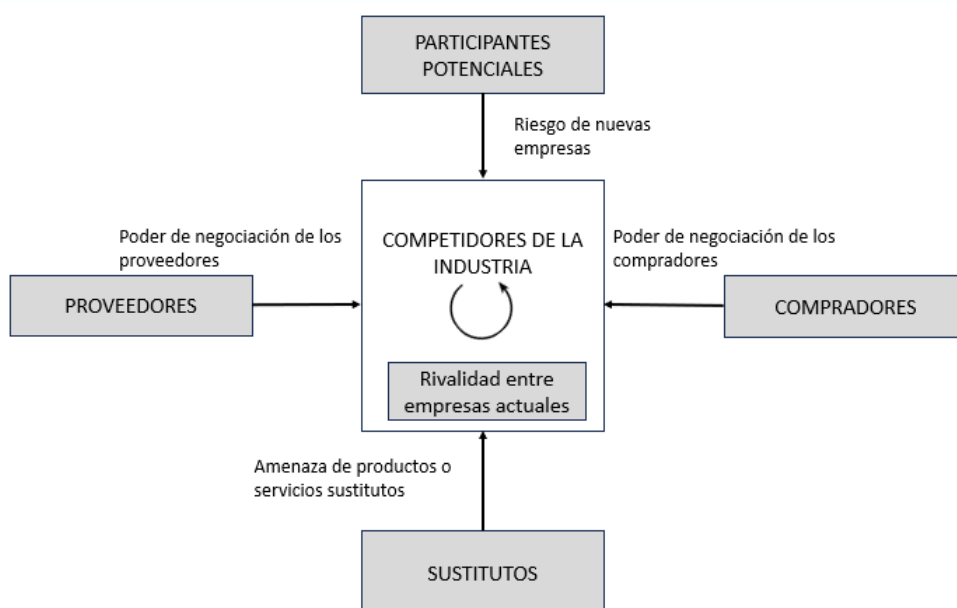 PARTICIPANTES
POTENCIALES
Riesgo de nuevas
empresas
Poder de negociación de los
proveedores
COMPETIDORES DE LA
INDUSTRIA
Poder de negociación de los
compradores
PROVEEDORES
COMPRADORES
Rivalidad entre
empresas actuales
Amenaza de productos o
servicios sustitutos
SUSTITUTOS